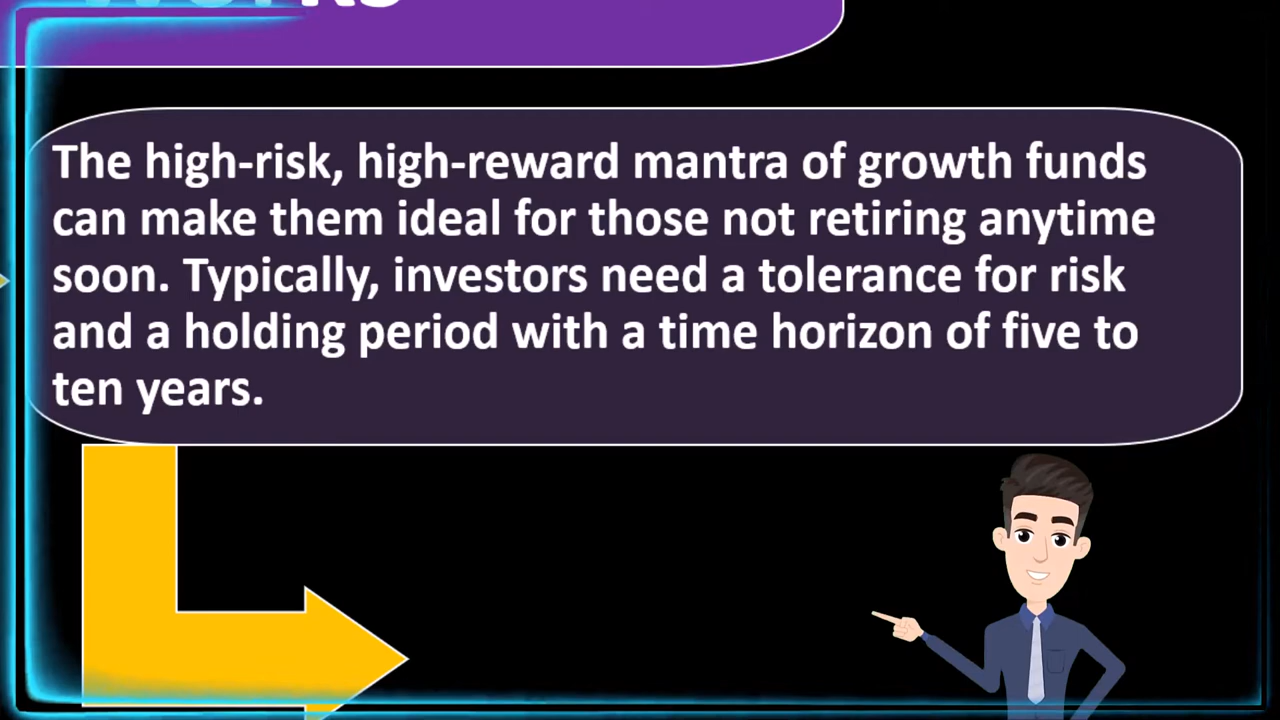 The high-risk, high-reward mantra of growth funds
can make them ideal for those not retiring anytime
soon. Typically, investors need a tolerance for risk
and a holding period with a time horizon of five to
ten years.